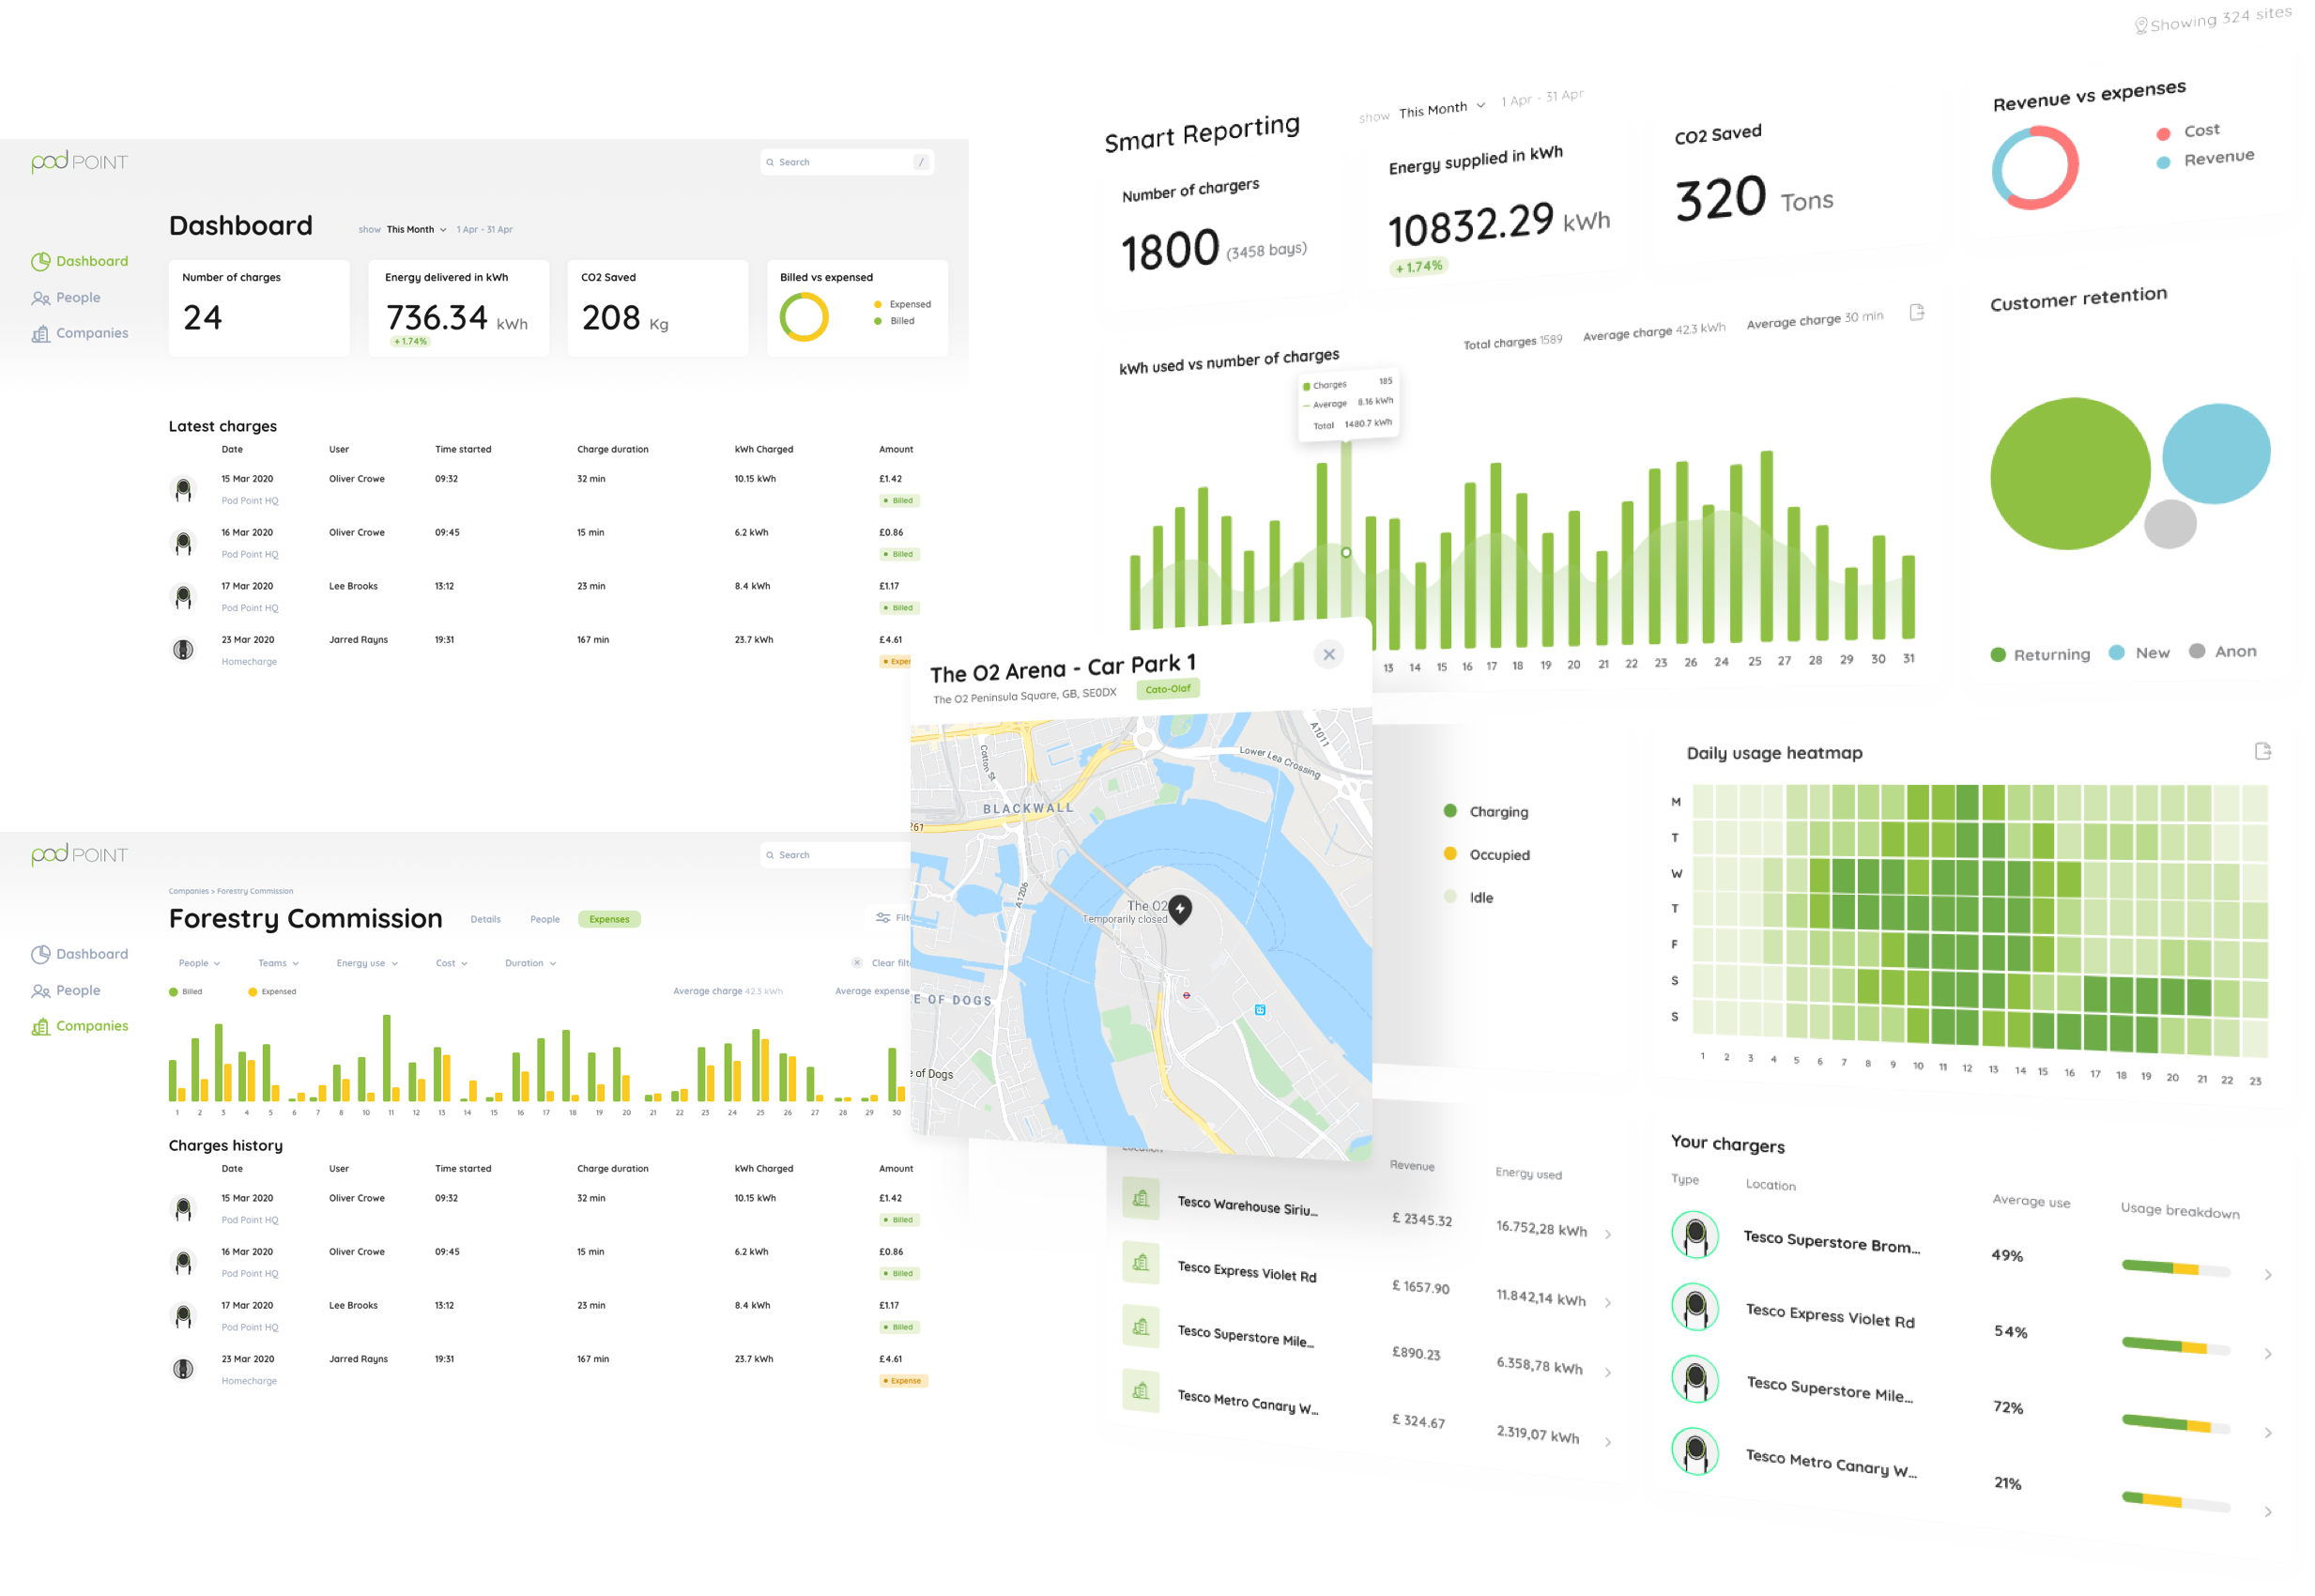 Showing 324 sites
pod POINT
Search /
Dashboard show This Month 1 Apr - 31 Apr
Dashboard
People
Companies
Number of charges
24
Energy delivered in kWh
736.34 kWh
+ 1.74%
CO2 Saved
208 Kg
Billed vs expensed
Expensed
Billed
Latest charges
Date User Time started Charge duration kWh Charged Amount
15 Mar 2020 Oliver Crowe 09:32 32 min 10.15 kWh £1.42
Pod Point HQ Billed
16 Mar 2020 Oliver Crowe 09:45 15 min 6.2 kWh £0.86
Pod Point HQ Billed
17 Mar 2020 Lee Brooks 13:12 23 min 8.4 kWh £1.17
Pod Point HQ Billed
23 Mar 2020 Jarred Rayns 19:31 167 min 23.7 kWh £4.61
Homecharge Exper
pod POINT
Search
Companies > Forestry Commission
Forestry Commission Details People Expenses Filt
Dashboard
People
Companies
People Teams Energy use Cost Duration Clear filt
Billed Expensed Average charge 42.3 kWh Average expense
1 2 3 4 5 6 7 8 10 11 12 13 14 15 16 17 18 19 20 21 22 23 24 25 26 27 28 29 30
Charges history
Date User Time started Charge duration kWh Charged Amount
15 Mar 2020 Oliver Crowe 09:32 32 min 10.15 kWh £1.42
Pod Point HQ Billed
16 Mar 2020 Oliver Crowe 09:45 15 min 6.2 kWh £0.86
Pod Point HQ Billed
17 Mar 2020 Lee Brooks 13:12 23 min 8.4 kWh £1.17
Pod Point HQ Billed
23 Mar 2020 Jarred Rayns 19:31 167 min 23.7 kWh £4.61
Homecharge Expense
Smart Reporting show This Month 1 Apr - 31 Apr
Number of chargers
1800 (3458 bays)
Energy supplied in kWh
10832.29 kWh
+ 1.74%
CO2 Saved
320 Tons
Revenue vs expenses
Cost
Revenue
kWh used vs number of charges Total charges 1589 Average charge 42.3 kWh Average charge 30 min
Charges 185
Average 8.16 kWh
Total 1480.7 kWh
13 14 15 16 17 18 19 20 21 22 23 26 24 25 27 28 29 30 31
Customer retention
Returning New Anon
The O2 Arena - Car Park 1
The O2 Peninsula Square, GB, SE0DX Cato-Olaf
A1011
Cotton St
Lower Lea Crossing
BLACKWALL
261
A1206
The O2
Temporarily closed
E OF DOGS
e of Dogs
Charging
Occupied
Idle
Daily usage heatmap
M
T
W
T
F
S
S
1 2 3 4 5 6 7 8 9 10 11 12 13 14 15 16 17 18 19 20 21 22 23
Location Revenue Energy used
Tesco Warehouse Siriu... £ 2345.32 16.752,28 kWh
Tesco Express Violet Rd £ 1657.90 11.842,14 kWh
Tesco Superstore Mile... £890.23 6.358,78 kWh
Tesco Metro Canary W... £ 324.67 2.319,07 kWh
Your chargers
Type Location Average use Usage breakdown
Tesco Superstore Brom... 49%
Tesco Express Violet Rd 54%
Tesco Superstore Mile... 72%
Tesco Metro Canary W... 21%